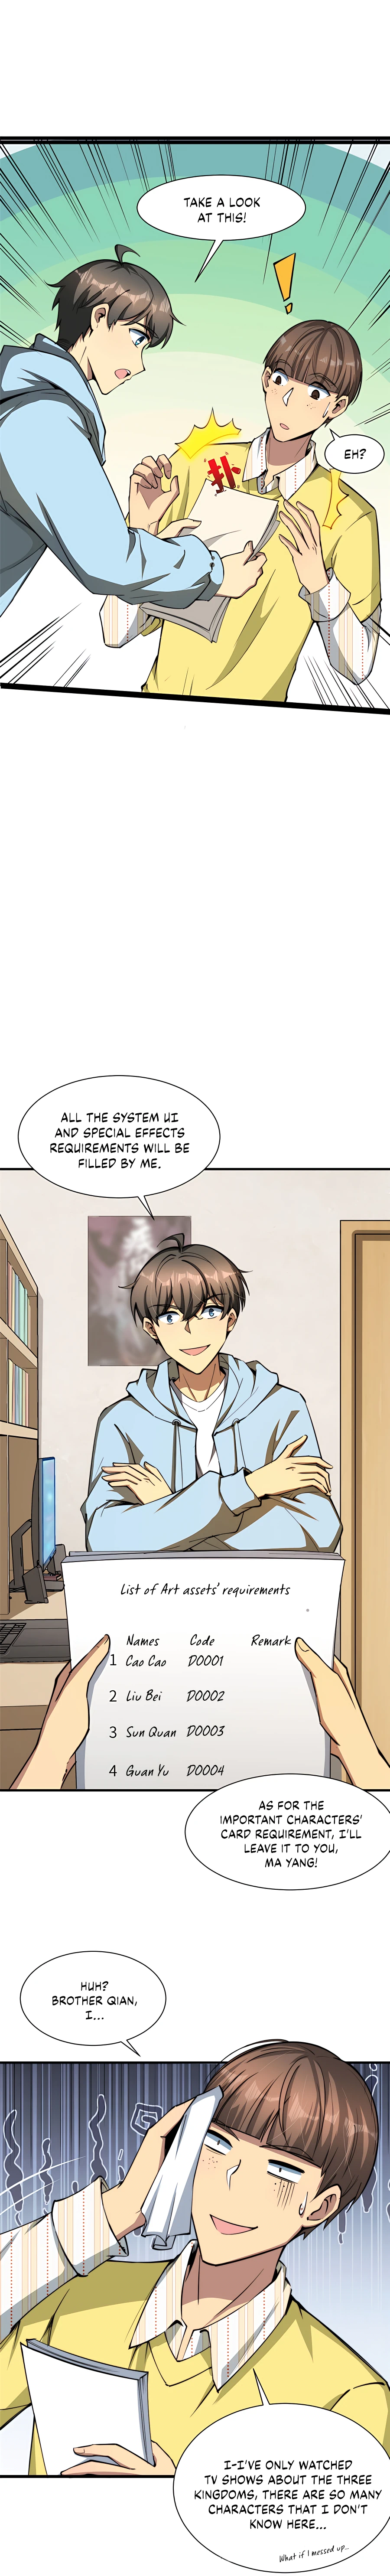 TAKE A LOOK
AT THIS!
EH?
扑
ALL THE SYSTEM UI
AND SPECIAL EFFECTS
REQUIREMENTS WILL BE
FILLED BY ME.
List of Art assets' requirements
Names Code Remark
1 Cao Cao D0001
2 Liu Bei D0002
3 Sun Quan D0003
4 Guan Yu D0004
AS FOR THE
IMPORTANT CHARACTERS'
CARD REQUIREMENT, I'LL
LEAVE IT TO YOU,
MA YANG!
HUH?
BROTHER QIAN,
I...
I-I'VE ONLY WATCHED
TV SHOWS ABOUT THE THREE
KINGDOMS, THERE ARE SO MANY
CHARACTERS THAT I DON'T
KNOW HERE...
What if I messed up...